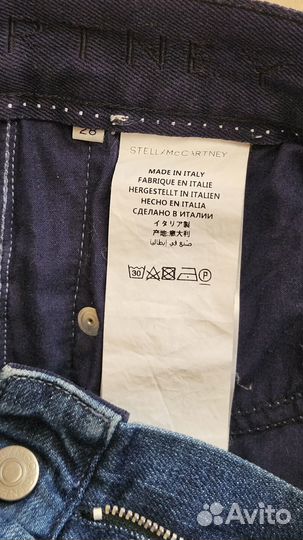 RTNEY
28
STELLA McCARTNEY
MADE IN ITALY
FABRIQUE EN ITALIE
HERGESTELLT IN ITALIEN
HECHO EN ITALIA
СДЕЛАНО В ИТАЛИИ
イタリア製
产地:意大利
صنع في إيطاليا
30
P
Avito